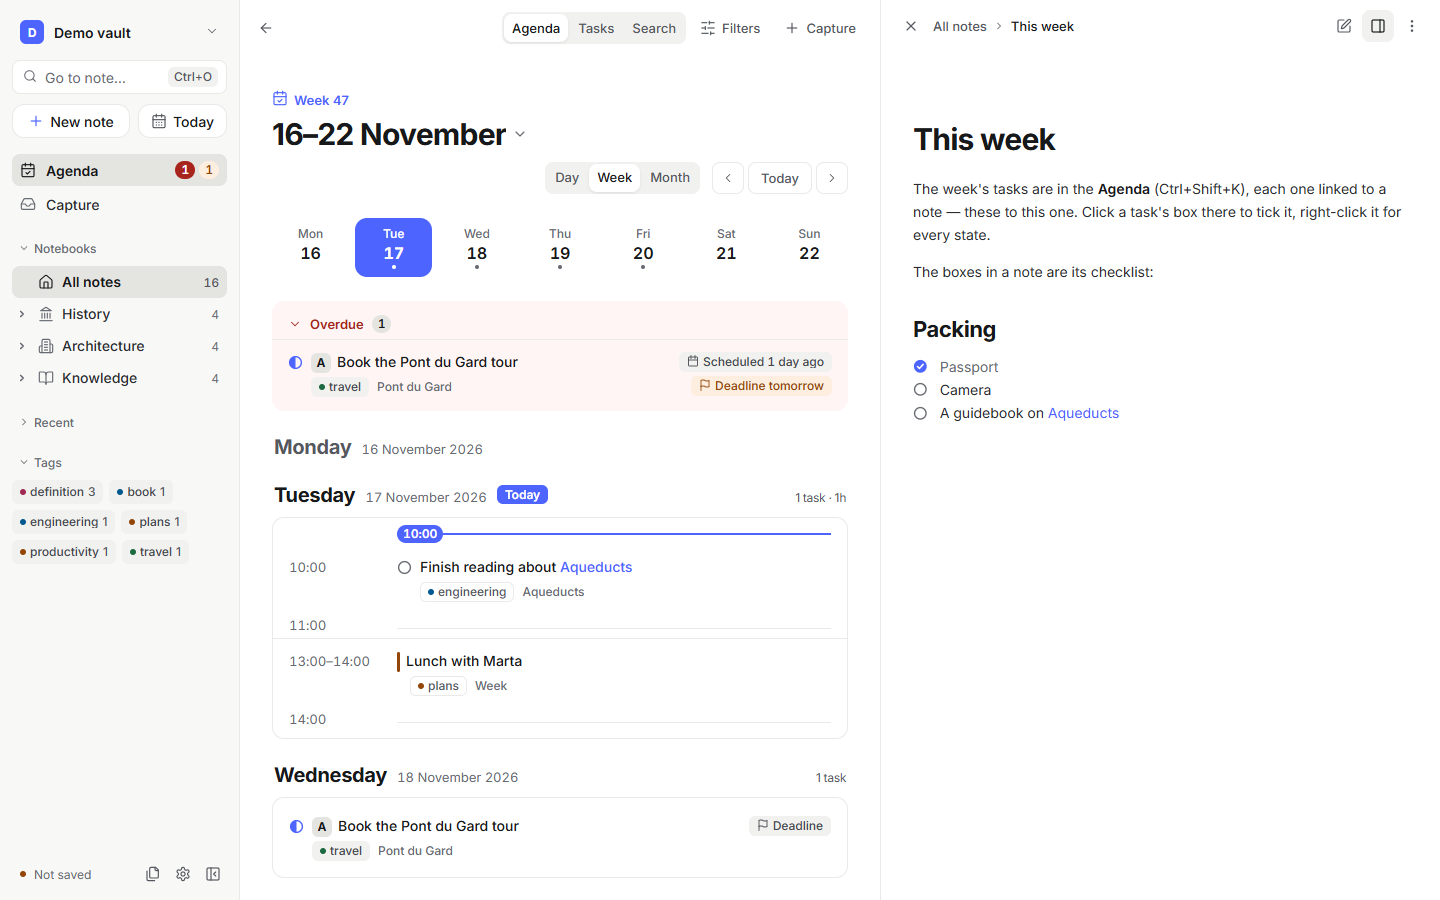 D Demo vault
Go to note... Ctrl+O
New note
Today
Agenda 1 1
Capture
Notebooks
All notes 16
History 4
Architecture 4
Knowledge 4
Recent
Tags
definition 3
book 1
engineering 1
plans 1
productivity 1
travel 1
Not saved
Agenda Tasks Search Filters Capture
Week 47
16–22 November
Day Week Month Today
Mon Tue Wed Thu Fri Sat Sun
16 17 18 19 20 21 22
Overdue 1
A Book the Pont du Gard tour Scheduled 1 day ago
travel Pont du Gard Deadline tomorrow
Monday 16 November 2026
Tuesday 17 November 2026 Today 1 task · 1h
10:00
10:00 Finish reading about Aqueducts
engineering Aqueducts
11:00
13:00–14:00 Lunch with Marta
plans Week
14:00
Wednesday 18 November 2026 1 task
A Book the Pont du Gard tour Deadline
travel Pont du Gard
All notes This week
This week
The week's tasks are in the Agenda (Ctrl+Shift+K), each one linked to a
note — these to this one. Click a task's box there to tick it, right-click it for
every state.
The boxes in a note are its checklist:
Packing
Passport
Camera
A guidebook on Aqueducts